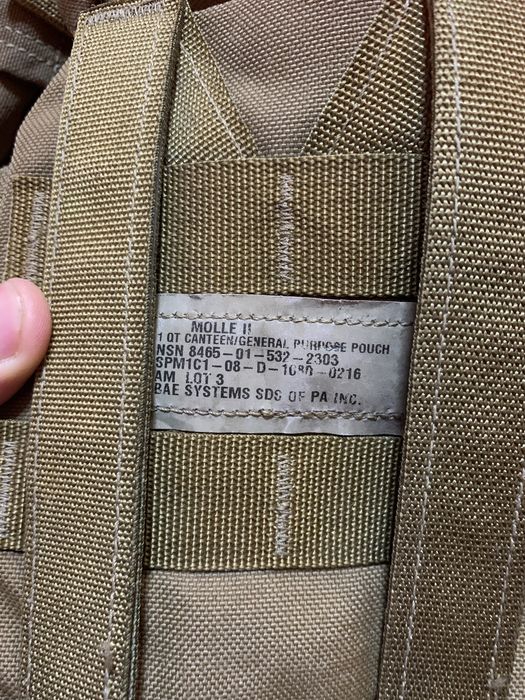 MOLLE II
1 QT CANTEEN/GENERAL PURPOSE POUCH
NSN 8465-01-532-2303
SPM1C1-08-D-1080-0216
AM LOT 3
BAE SYSTEMS SDS OF PA INC.